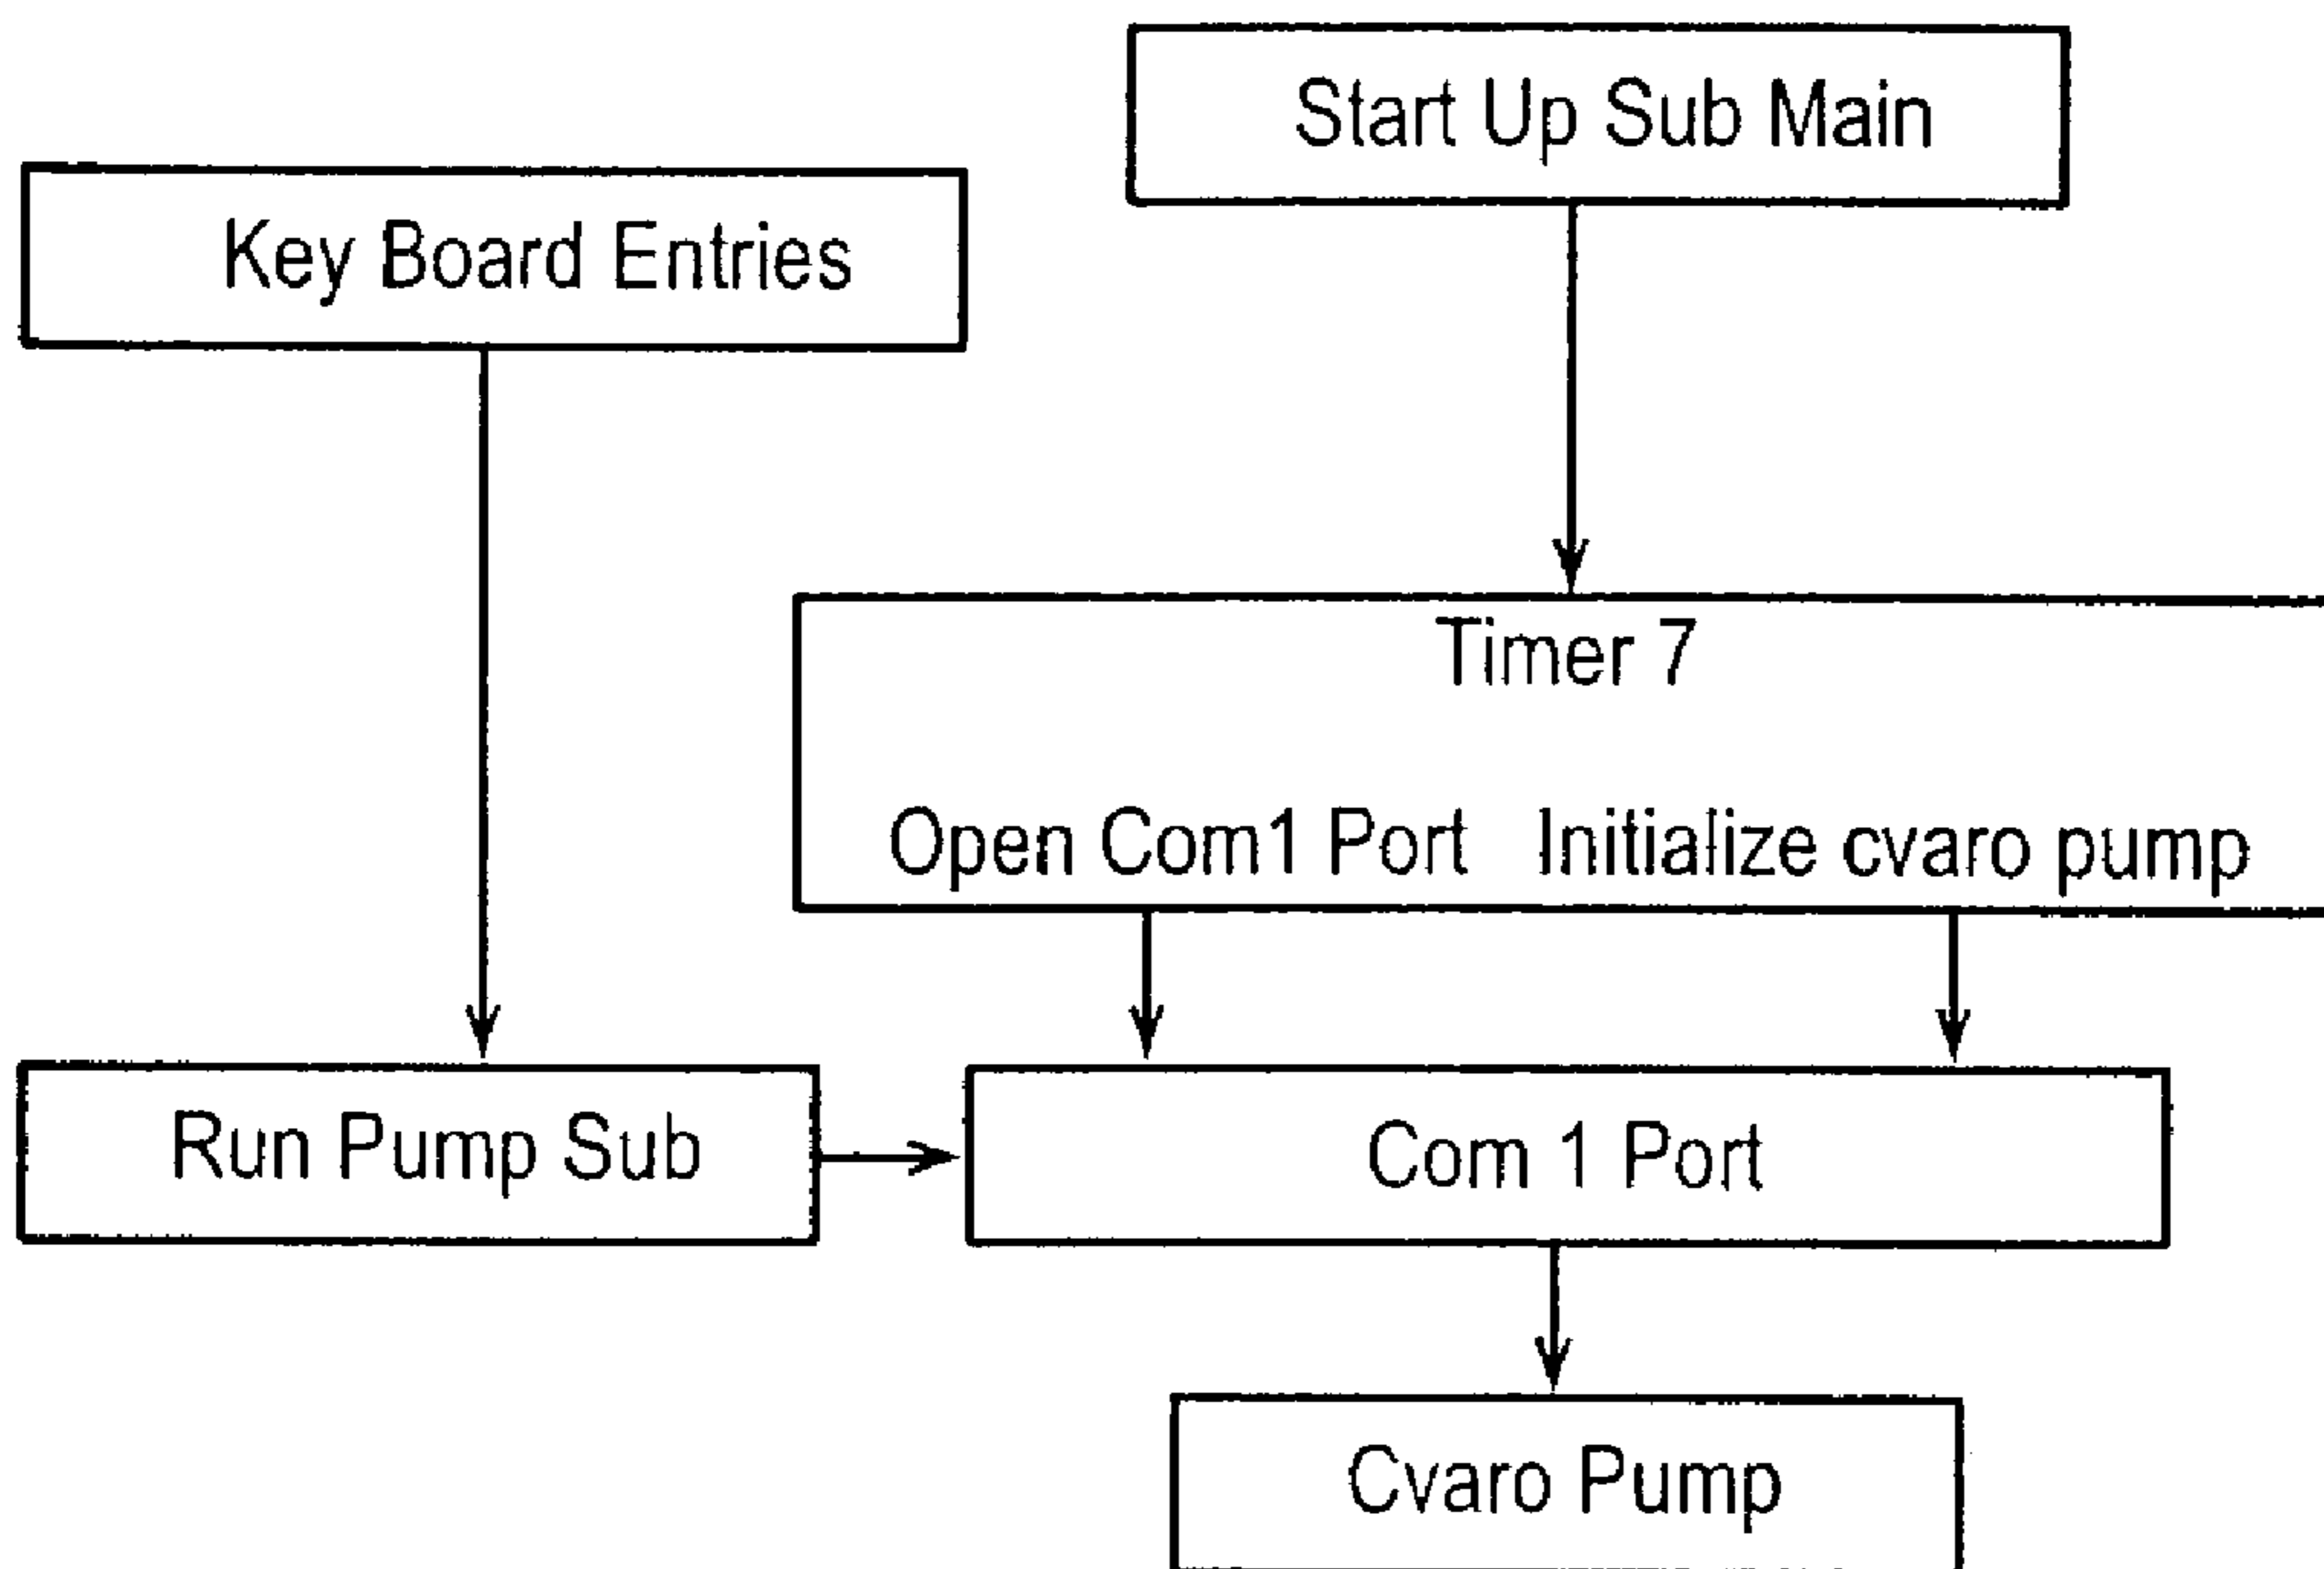 Start Up Sub Main
Key Board Entries
Timer 7
Open Com1 Port Initialize cvaro pump
Run Pump Sub
Com 1 Port
Cvaro Pump